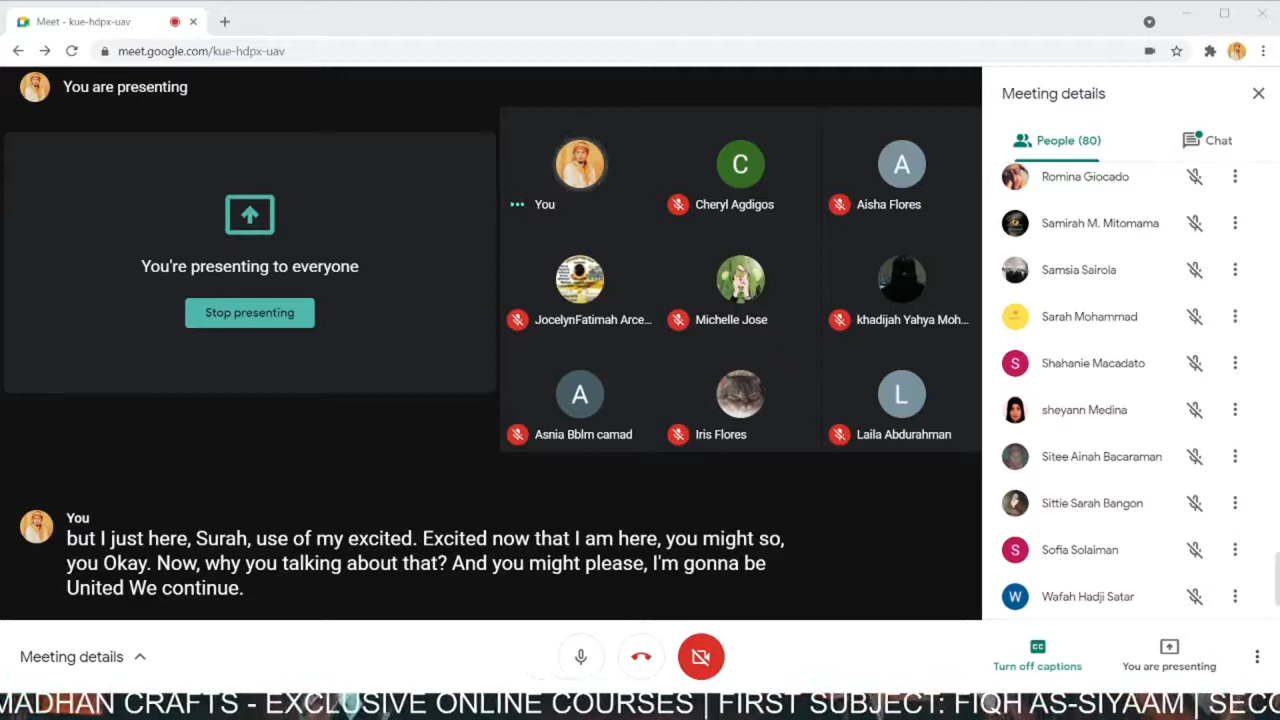 Meet - kue-hdpx-uav
meet.google.com/kue-hdpx-uav
You are presenting
You're presenting to everyone
Stop presenting
You
C
Cheryl Agdigos
A
Aisha Flores
JocelynFatimah Arce...
Michelle Jose
khadijah Yahya Moh...
A
Asnia Bblm camad
Iris Flores
L
Laila Abdurahman
You
but I just here, Surah, use of my excited. Excited now that I am here, you might so,
you Okay. Now, why you talking about that? And you might please, I'm gonna be
United We continue.
Meeting details
People (80)
Chat
Romina Giocado
Samirah M. Mitomama
Samsia Sairola
Sarah Mohammad
S
Shahanie Macadato
sheyann Medina
Sitee Ainah Bacaraman
Sittie Sarah Bangon
S
Sofia Solaiman
W
Wafah Hadji Satar
Meeting details
CC
Turn off captions
You are presenting
MADHAN CRAFTS - EXCLUSIVE ONLINE COURSES | FIRST SUBJECT: FIQH AS-SIYAAM | SECO